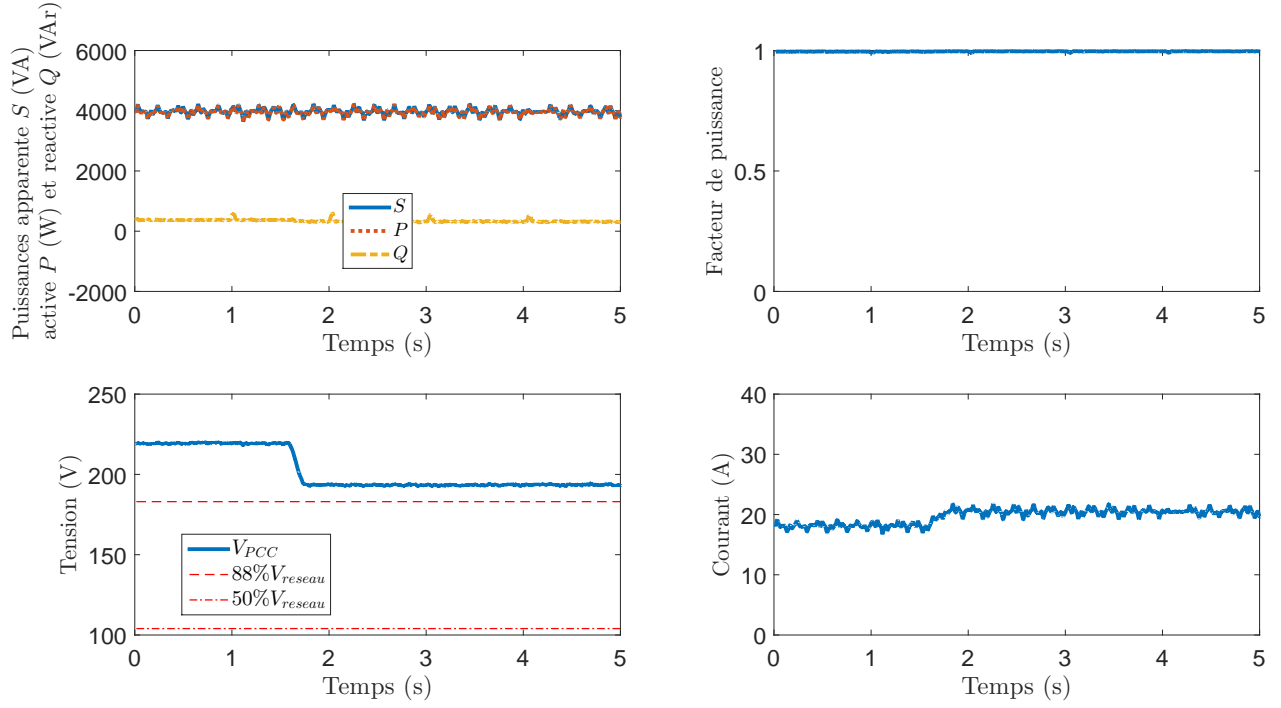 Puissances apparente S (VA)
active P (W) et reactive Q (VAr)
6000
4000
2000
0
-2000
S
P
Q
0 1 2 3 4 5
Temps (s)
Facteur de puissance
1
0.5
0
0 1 2 3 4 5
Temps (s)
Tension (V)
250
200
150
100
V_PCC
88%V_reseau
50%V_reseau
0 1 2 3 4 5
Temps (s)
Courant (A)
40
30
20
10
0
0 1 2 3 4 5
Temps (s)